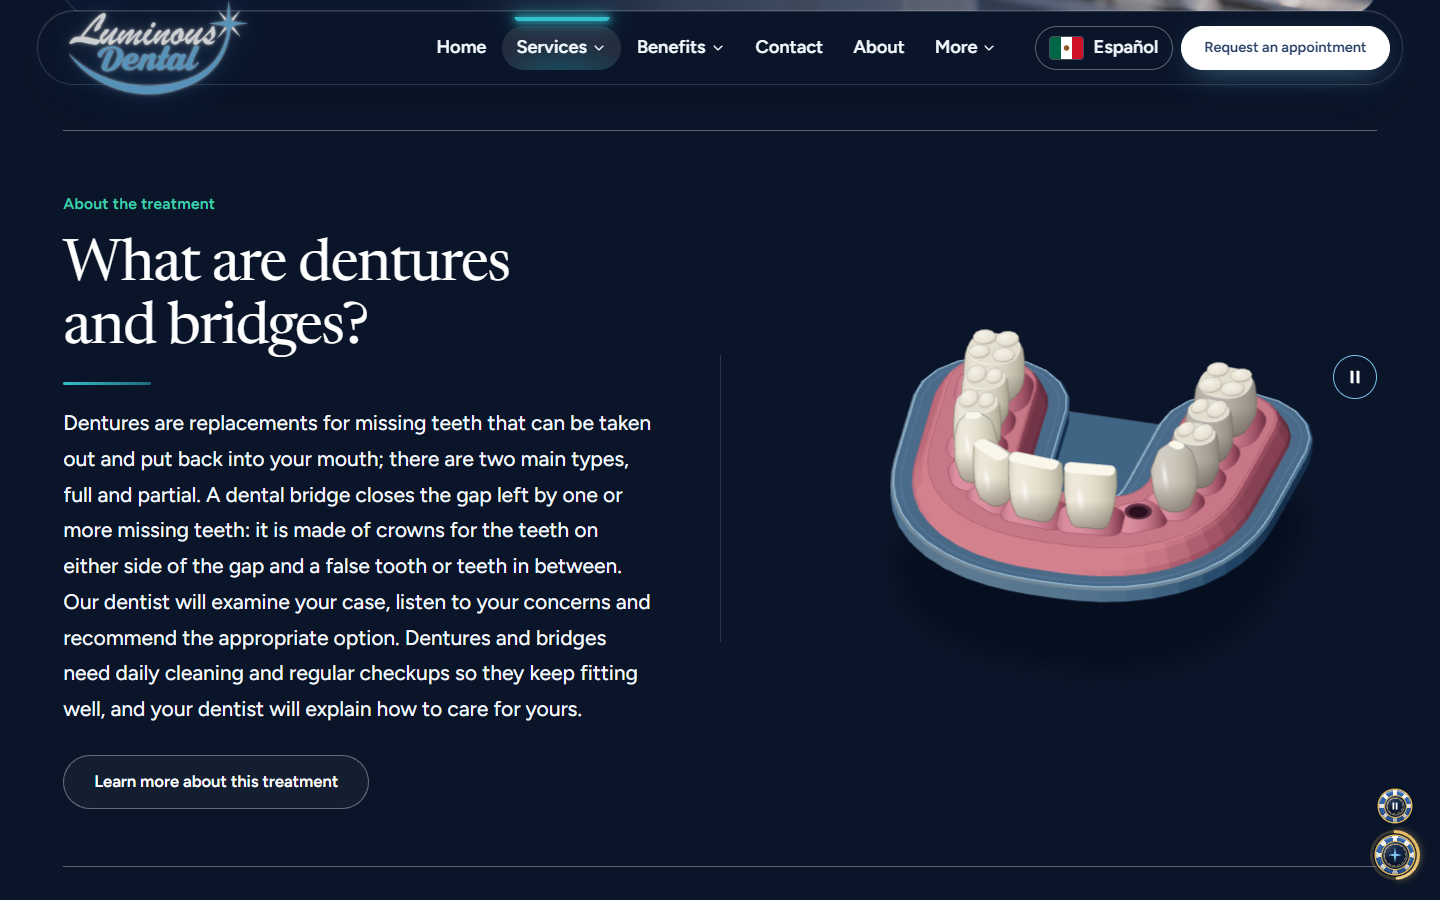 Luminous
Dental
Home
Services
Benefits
Contact
About
More
Español
Request an appointment
About the treatment
What are dentures
and bridges?
Dentures are replacements for missing teeth that can be taken
out and put back into your mouth; there are two main types,
full and partial. A dental bridge closes the gap left by one or
more missing teeth: it is made of crowns for the teeth on
either side of the gap and a false tooth or teeth in between.
Our dentist will examine your case, listen to your concerns and
recommend the appropriate option. Dentures and bridges
need daily cleaning and regular checkups so they keep fitting
well, and your dentist will explain how to care for yours.
Learn more about this treatment